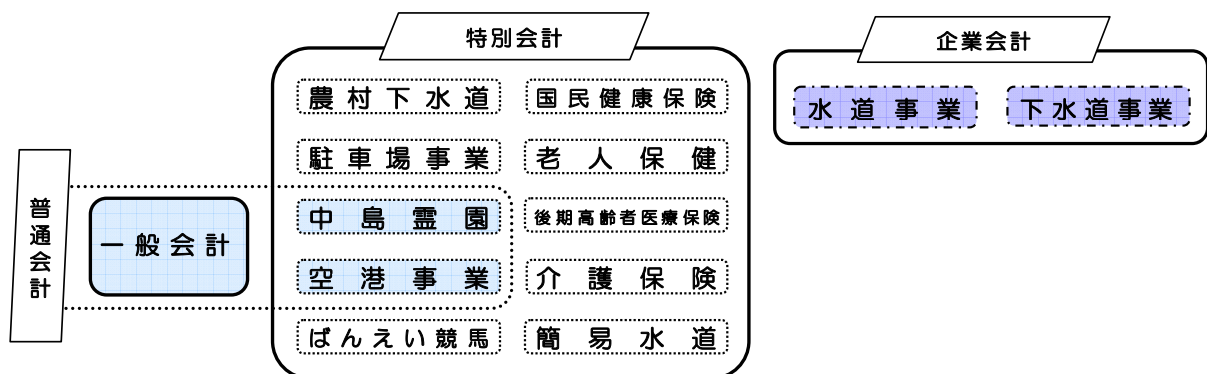 特別会計
企業会計
農村下水道
国民健康保険
水道事業
下水道事業
駐車場事業
老人保健
普通会計
一般会計
中島霊園
後期高齢者医療保険
空港事業
介護保険
ばんえい競馬
簡易水道